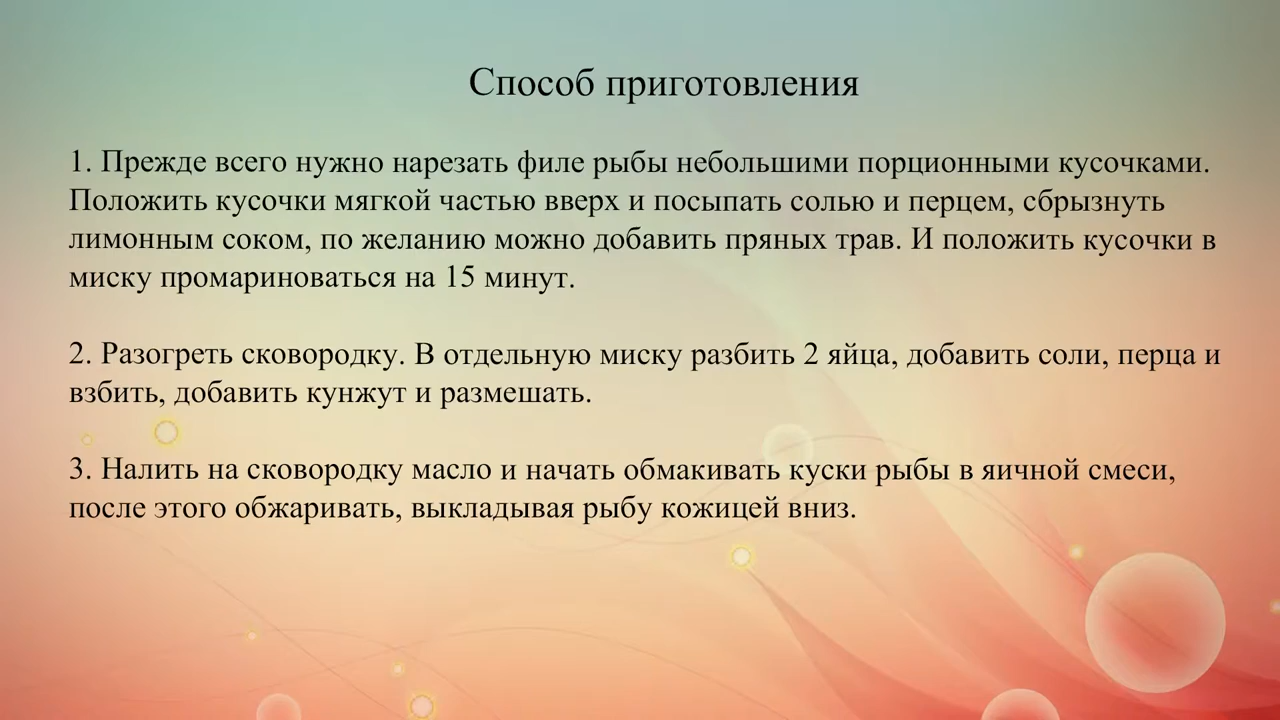 Способ приготовления
1. Прежде всего нужно нарезать филе рыбы небольшими порционными кусочками.
Положить кусочки мягкой частью вверх и посыпать солью и перцем, сбрызнуть
лимонным соком, по желанию можно добавить пряных трав. И положить кусочки в
миску промариноваться на 15 минут.
2. Разогреть сковородку. В отдельную миску разбить 2 яйца, добавить соли, перца и
взбить, добавить кунжут и размешать.
3. Налить на сковородку масло и начать обмакивать куски рыбы в яичной смеси,
после этого обжаривать, выкладывая рыбу кожицей вниз.